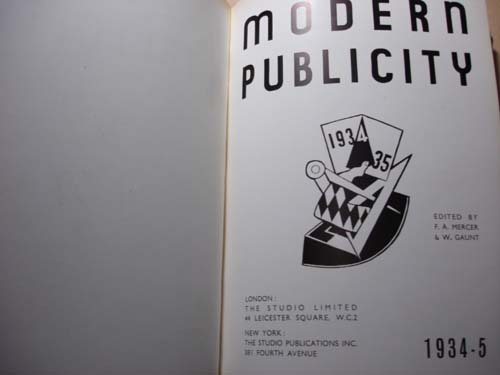 MODERN
PUBLICITY
1934
35
EDITED BY
F. A. MERCER
& W. GAUNT
LONDON :
THE STUDIO LIMITED
44 LEICESTER SQUARE, W.C.2
NEW YORK :
THE STUDIO PUBLICATIONS INC.
381 FOURTH AVENUE
1934-5